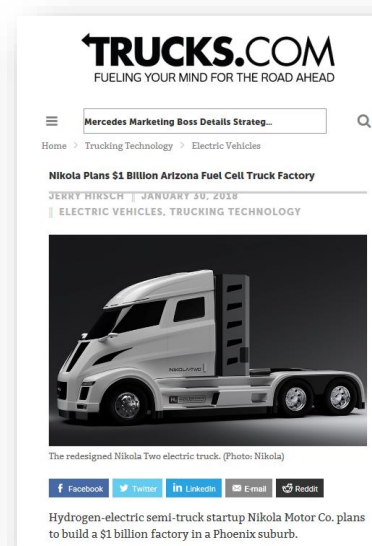 TRUCKS.COM
FUELING YOUR MIND FOR THE ROAD AHEAD
Mercedes Marketing Boss Details Strateg...
Home > Trucking Technology > Electric Vehicles
Nikola Plans $1 Billion Arizona Fuel Cell Truck Factory
JERRY HIRSCH | JANUARY 30, 2018
| ELECTRIC VEHICLES, TRUCKING TECHNOLOGY
NIKOLA TWO
The redesigned Nikola Two electric truck. (Photo: Nikola)
Facebook Twitter LinkedIn E-mail Reddit
Hydrogen-electric semi-truck startup Nikola Motor Co. plans
to build a $1 billion factory in a Phoenix suburb.